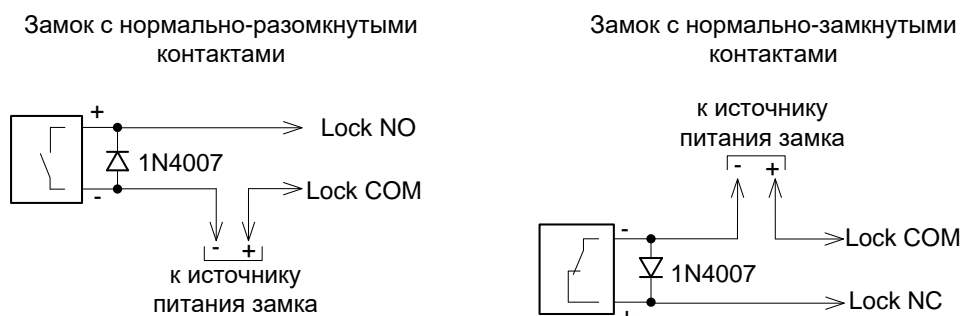 Замок с нормально-разомкнутыми
контактами
+
Lock NO
1N4007
-
Lock COM
- +
к источнику
питания замка
Замок с нормально-замкнутыми
контактами
к источнику
питания замка
- +
-
Lock COM
1N4007
+
Lock NC